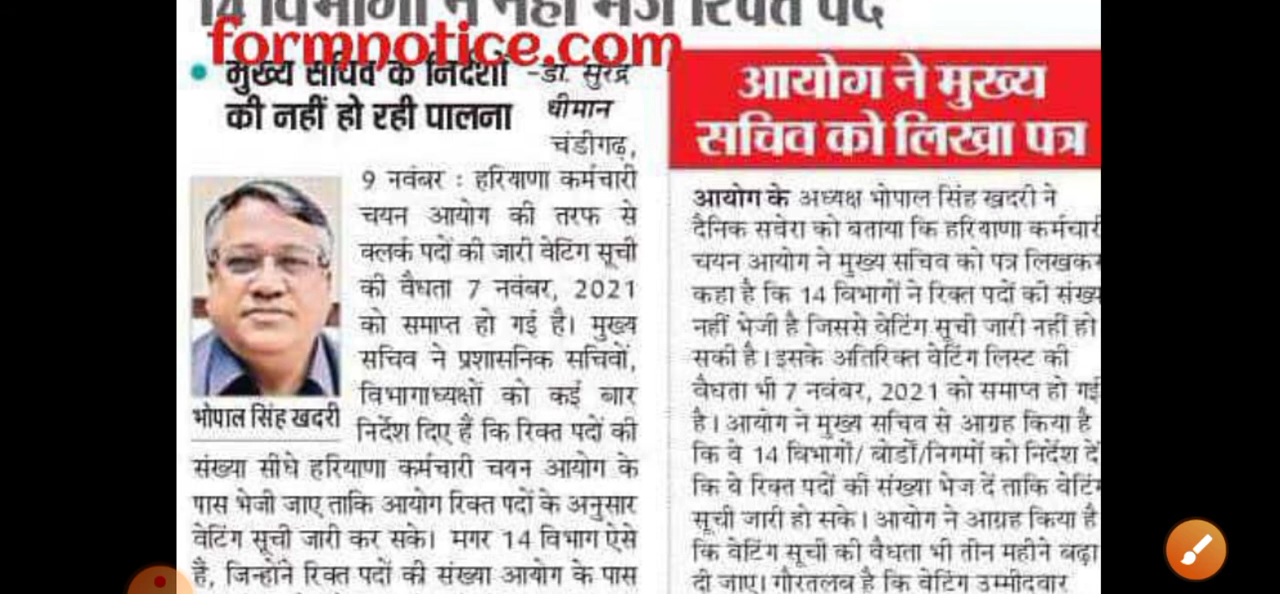 14 विभागों ने नहीं भेजे रिक्त पद
formnotice.com
मुख्य सचिव के निर्देशों
की नहीं हो रही पालना
-डा. सुरेंद्र
धीमान
चंडीगढ़,
9 नवंबर : हरियाणा कर्मचारी
चयन आयोग की तरफ से
क्लर्क पदों की जारी वेटिंग सूची
की वैधता 7 नवंबर, 2021
को समाप्त हो गई है। मुख्य
सचिव ने प्रशासनिक सचिवों,
विभागाध्यक्षों को कई बार
निर्देश दिए हैं कि रिक्त पदों की
संख्या सीधे हरियाणा कर्मचारी चयन आयोग के
पास भेजी जाए ताकि आयोग रिक्त पदों के अनुसार
वेटिंग सूची जारी कर सके। मगर 14 विभाग ऐसे
हैं, जिन्होंने रिक्त पदों की संख्या आयोग के पास
भोपाल सिंह खदरी
आयोग ने मुख्य
सचिव को लिखा पत्र
आयोग के अध्यक्ष भोपाल सिंह खदरी ने
दैनिक सवेरा को बताया कि हरियाणा कर्मचारी
चयन आयोग ने मुख्य सचिव को पत्र लिखकर
कहा है कि 14 विभागों ने रिक्त पदों की संख्य
नहीं भेजी है जिससे वेटिंग सूची जारी नहीं हो
सकी है। इसके अतिरिक्त वेटिंग लिस्ट की
वैधता भी 7 नवंबर, 2021 को समाप्त हो गई
है। आयोग ने मुख्य सचिव से आग्रह किया है
कि वे 14 विभागों/ बोर्डों/निगमों को निर्देश दें
कि वे रिक्त पदों की संख्या भेज दें ताकि वेटिंग
सूची जारी हो सके। आयोग ने आग्रह किया है
कि वेटिंग सूची की वैधता भी तीन महीने बढ़ा
दी जाए। गौरतलब है कि वेटिंग उम्मीदवार